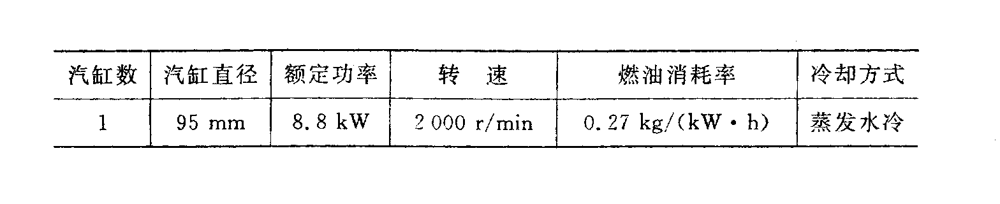 汽缸数 汽缸直径 额定功率 转 速 燃油消耗率 冷却方式
1 95 mm 8.8 kW 2 000 r/min 0.27 kg/(kW·h) 蒸发水冷